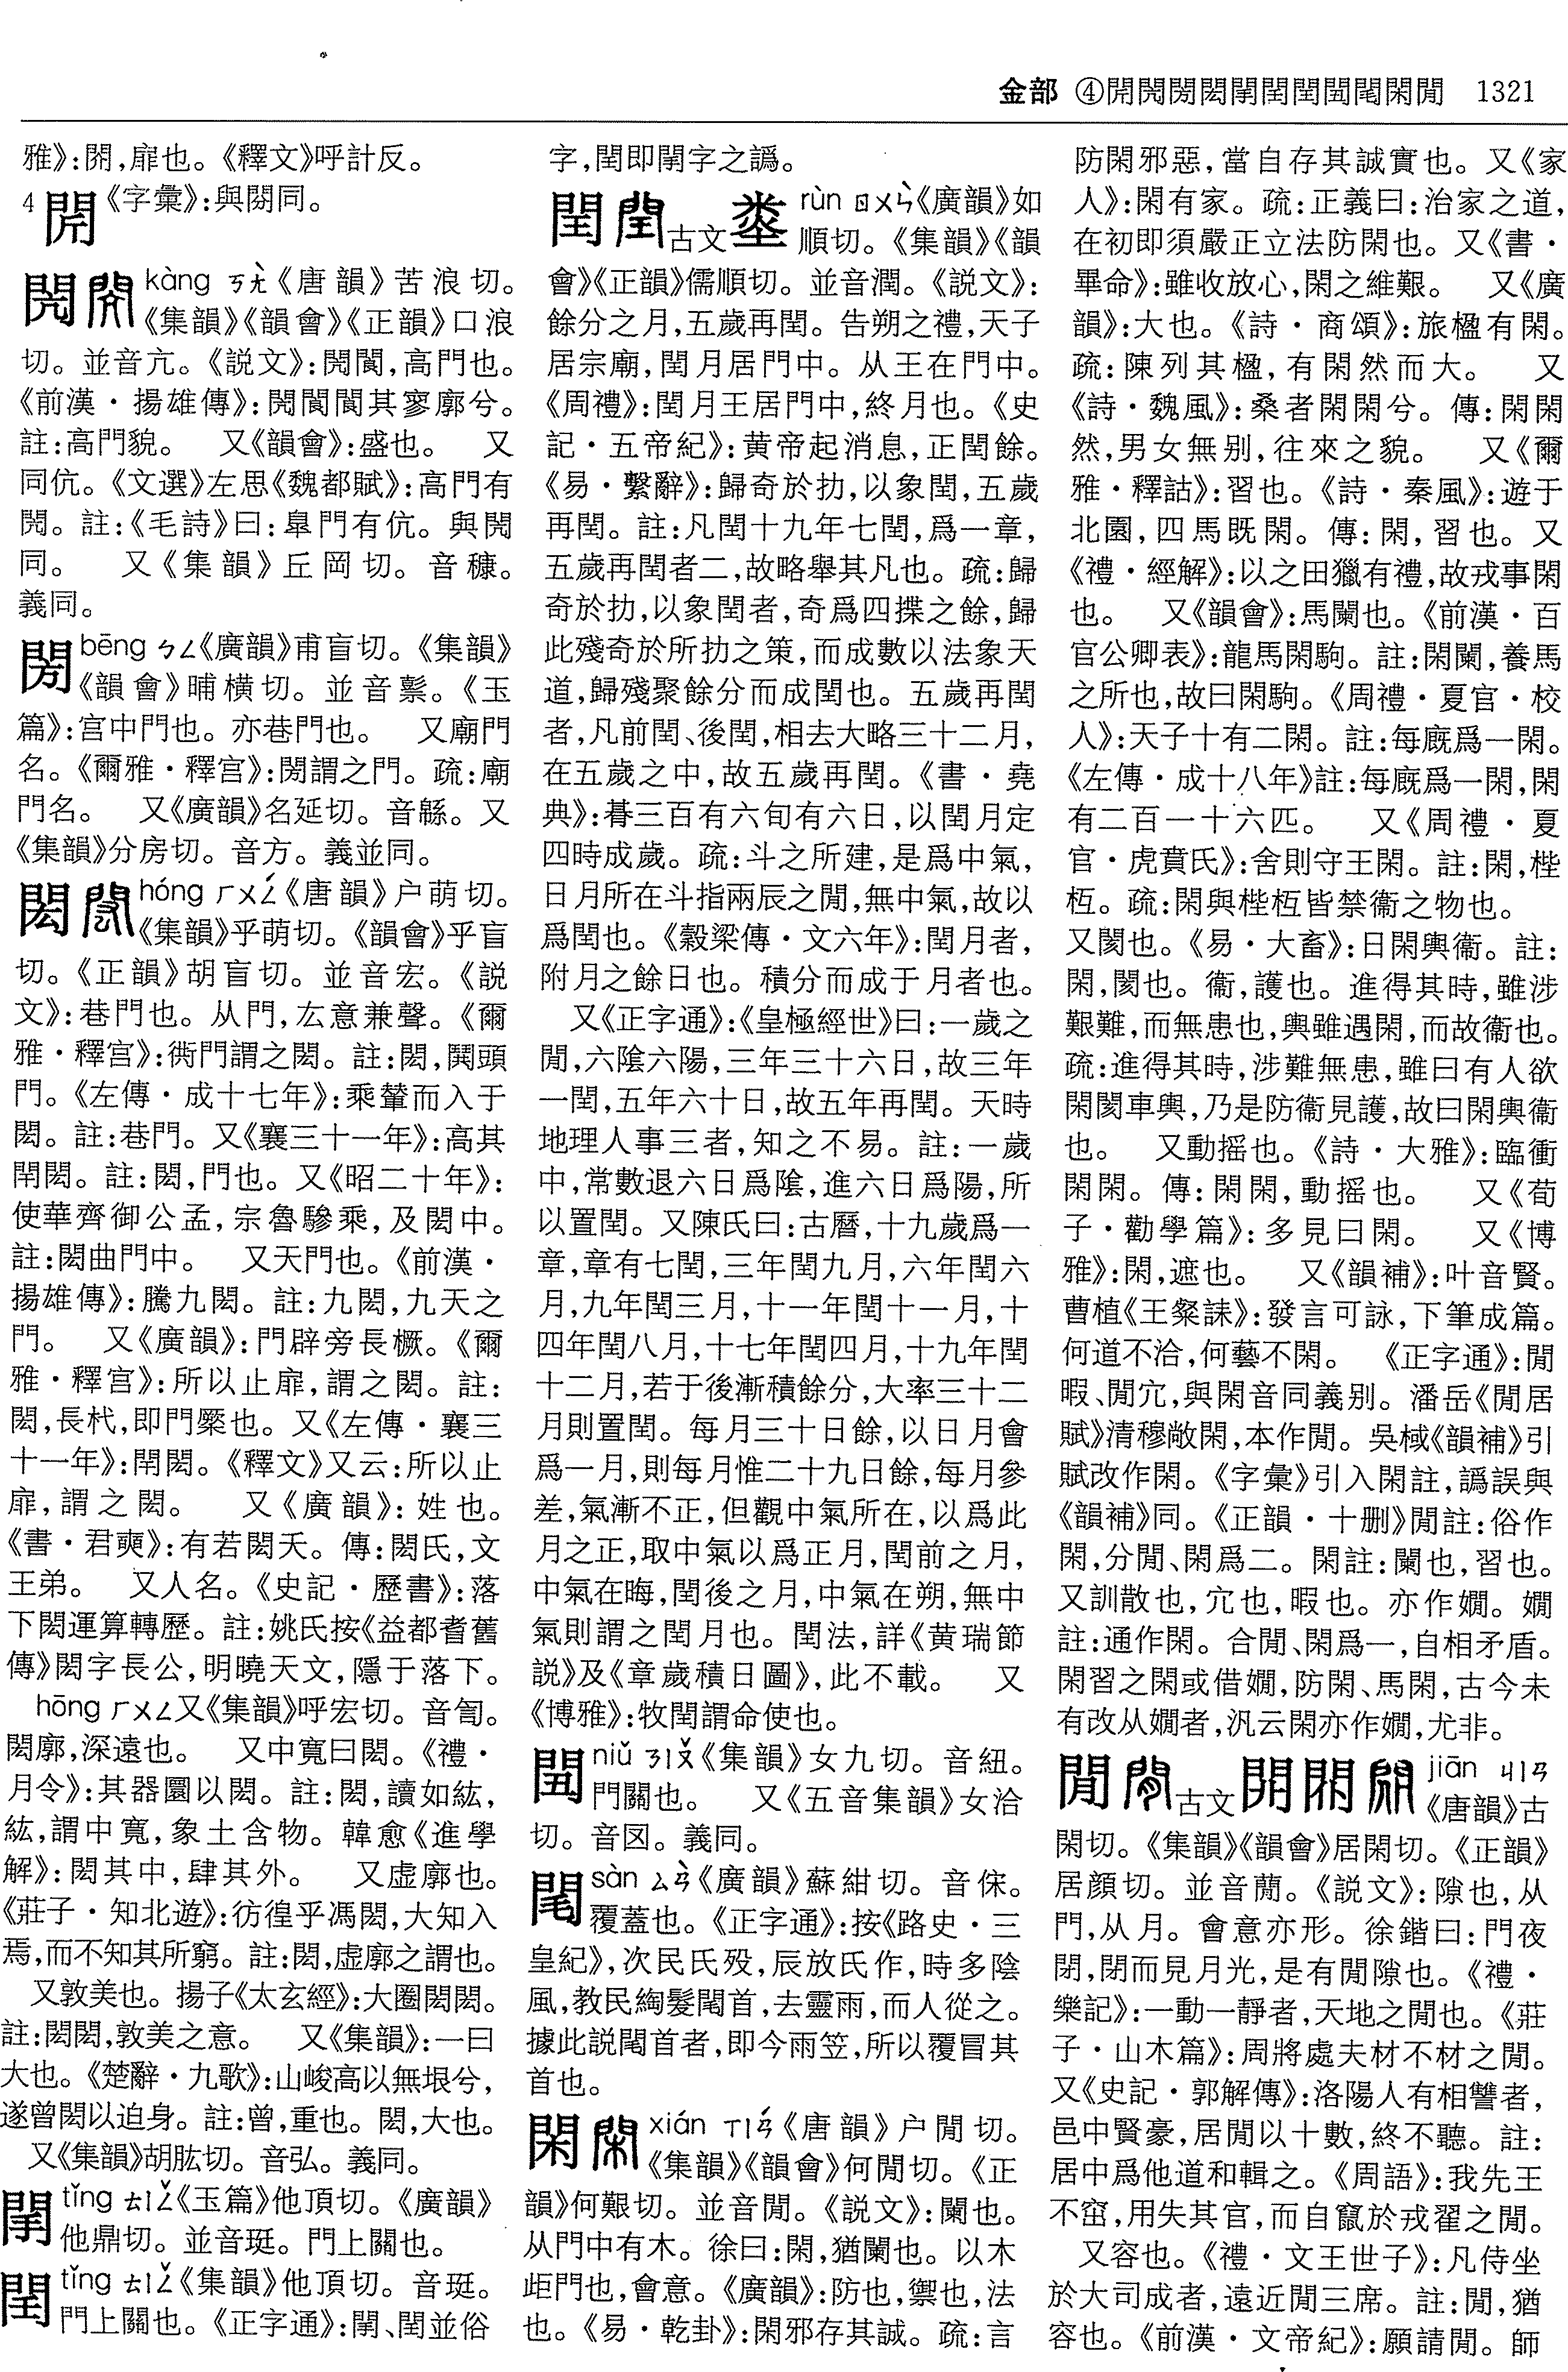 金部 ④閞閌閍閎𨳝閏閠𨳞閐閑閒 1321
雅》:閉,扉也。《釋文》呼計反。
4 《字彙》:與閉同。
閌 kàng ㄎㄤˋ《唐韻》苦浪切。
《集韻》《韻會》《正韻》口浪
切。並音亢。《説文》:閌閬,高門也。
《前漢·揚雄傳》:閌閬閬其寥廓兮。
註:高門貌。 又《韻會》:盛也。 又
同伉。《文選》左思《魏都賦》:高門有
閌。註:《毛詩》曰:臯門有伉。與閌
同。 又《集韻》丘岡切。音穅。
義同。
閍 bēng ㄅㄥ《廣韻》甫盲切。《集韻》
《韻會》晡横切。並音祊。《玉
篇》:宫中門也。亦巷門也。 又廟門
名。《爾雅·釋宫》:閍謂之門。疏:廟
門名。 又《廣韻》名延切。音緜。又
《集韻》分房切。音方。義並同。
閎 hóng ㄏㄨㄥˊ《唐韻》户萌切。
《集韻》乎萌切。《韻會》乎盲
切。《正韻》胡盲切。並音宏。《説
文》:巷門也。从門,厷意兼聲。《爾
雅·釋宫》:衖門謂之閎。註:閎,閧頭
門。《左傳·成十七年》:乘輦而入于
閎。註:巷門。又《襄三十一年》:高其
閈閎。註:閎,門也。又《昭二十年》:
使華齊御公孟,宗魯驂乘,及閎中。
註:閎曲門中。 又天門也。《前漢·
揚雄傳》:騰九閎。註:九閎,九天之
門。 又《廣韻》:門辟旁長橛。《爾
雅·釋宫》:所以止扉,謂之閎。註:
閎,長杙,即門橜也。又《左傳·襄三
十一年》:閈閎。《釋文》又云:所以止
扉,謂之閎。 又《廣韻》:姓也。
《書·君奭》:有若閎夭。傳:閎氏,文
王弟。 又人名。《史記·歷書》:落
下閎運算轉歷。註:姚氏按《益都耆舊
傳》閎字長公,明曉天文,隱于落下。
hōng ㄏㄨㄥ又《集韻》呼宏切。音訇。
閎廓,深遠也。 又中寬曰閎。《禮·
月令》:其器圜以閎。註:閎,讀如紘,
紘,謂中寬,象土含物。韓愈《進學
解》:閎其中,肆其外。 又虚廓也。
《莊子·知北遊》:彷徨乎馮閎,大知入
焉,而不知其所窮。註:閎,虚廓之謂也。
又敦美也。揚子《太玄經》:大圈閎閎。
註:閎閎,敦美之意。 又《集韻》:一曰
大也。《楚辭·九歌》:山峻高以無垠兮,
遂曾閎以迫身。註:曾,重也。閎,大也。
又《集韻》胡肱切。音弘。義同。
𨳝 tǐng ㄊㄧㄥˇ《玉篇》他頂切。《廣韻》
他鼎切。並音珽。門上關也。
閠 tǐng ㄊㄧㄥˇ《集韻》他頂切。音珽。
門上關也。《正字通》:𨳝、閠並俗
字,閠即𨳝字之譌。
閏 古文 rùn ㄖㄨㄣˋ《廣韻》如
順切。《集韻》《韻
會》《正韻》儒順切。並音潤。《説文》:
餘分之月,五歲再閏。告朔之禮,天子
居宗廟,閏月居門中。从王在門中。
《周禮》:閏月王居門中,終月也。《史
記·五帝紀》:黄帝起消息,正閏餘。
《易·繫辭》:歸奇於扐,以象閏,五歲
再閏。註:凡閏十九年七閏,爲一章,
五歲再閏者二,故略舉其凡也。疏:歸
奇於扐,以象閏者,奇爲四揲之餘,歸
此殘奇於所扐之策,而成數以法象天
道,歸殘聚餘分而成閏也。五歲再閏
者,凡前閏、後閏,相去大略三十二月,
在五歲之中,故五歲再閏。《書·堯
典》:朞三百有六旬有六日,以閏月定
四時成歲。疏:斗之所建,是爲中氣,
日月所在斗指兩辰之閒,無中氣,故以
爲閏也。《穀梁傳·文六年》:閏月者,
附月之餘日也。積分而成于月者也。
又《正字通》:《皇極經世》曰:一歲之
閒,六隂六陽,三年三十六日,故三年
一閏,五年六十日,故五年再閏。天時
地理人事三者,知之不易。註:一歲
中,常數退六日爲隂,進六日爲陽,所
以置閏。又陳氏曰:古曆,十九歲爲一
章,章有七閏,三年閏九月,六年閏六
月,九年閏三月,十一年閏十一月,十
四年閏八月,十七年閏四月,十九年閏
十二月,若于後漸積餘分,大率三十二
月則置閏。每月三十日餘,以日月會
爲一月,則每月惟二十九日餘,每月參
差,氣漸不正,但觀中氣所在,以爲此
月之正,取中氣以爲正月,閏前之月,
中氣在晦,閏後之月,中氣在朔,無中
氣則謂之閏月也。閏法,詳《黄瑞節
説》及《章歲積日圖》,此不載。 又
《博雅》:牧閏謂命使也。
niǔ ㄋㄧㄡˇ《集韻》女九切。音紐。
門關也。 又《五音集韻》女洽
切。音図。義同。
閐 sàn ㄙㄢˋ《廣韻》蘇紺切。音俕。
覆蓋也。《正字通》:按《路史·三
皇紀》,次民氏殁,辰放氏作,時多陰
風,教民綯髮閐首,去靈雨,而人從之。
據此説閐首者,即今雨笠,所以覆冒其
首也。
閑 xián ㄒㄧㄢˊ《唐韻》户閒切。
《集韻》《韻會》何閒切。《正
韻》何艱切。並音閒。《説文》:闌也。
从門中有木。徐曰:閑,猶闌也。以木
歫門也,會意。《廣韻》:防也,禦也,法
也。《易·乾卦》:閑邪存其誠。疏:言
防閑邪惡,當自存其誠實也。又《家
人》:閑有家。疏:正義曰:治家之道,
在初即須嚴正立法防閑也。又《書·
畢命》:雖收放心,閑之維艱。 又《廣
韻》:大也。《詩·商頌》:旅楹有閑。
疏:陳列其楹,有閑然而大。 又
《詩·魏風》:桑者閑閑兮。傳:閑閑
然,男女無别,往來之貌。 又《爾
雅·釋詁》:習也。《詩·秦風》:遊于
北園,四馬既閑。傳:閑,習也。又
《禮·經解》:以之田獵有禮,故戎事閑
也。 又《韻會》:馬闌也。《前漢·百
官公卿表》:龍馬閑駒。註:閑闌,養馬
之所也,故曰閑駒。《周禮·夏官·校
人》:天子十有二閑。註:每廐爲一閑。
《左傳·成十八年》註:每廐爲一閑,閑
有二百一十六匹。 又《周禮·夏
官·虎賁氏》:舍則守王閑。註:閑,梐
枑。疏:閑與梐枑皆禁衞之物也。
又閡也。《易·大畜》:日閑輿衞。註:
閑,閡也。衞,護也。進得其時,雖涉
艱難,而無患也,輿雖遇閑,而故衞也。
疏:進得其時,涉難無患,雖曰有人欲
閑閡車輿,乃是防衞見護,故曰閑輿衞
也。 又動摇也。《詩·大雅》:臨衝
閑閑。傳:閑閑,動摇也。 又《荀
子·勸學篇》:多見曰閑。 又《博
雅》:閑,遮也。 又《韻補》:叶音賢。
曹植《王粲誄》:發言可詠,下筆成篇。
何道不洽,何藝不閑。 《正字通》:閒
暇、閒宂,與閑音同義别。潘岳《閒居
賦》清穆敞閑,本作閒。吳棫《韻補》引
賦改作閑。《字彙》引入閑註,譌誤與
《韻補》同。《正韻·十删》閒註:俗作
閑,分閒、閑爲二。閑註:闌也,習也。
又訓散也,宂也,暇也。亦作嫺。嫺
註:通作閑。合閒、閑爲一,自相矛盾。
閑習之閑或借嫺,防閑、馬閑,古今未
有改从嫺者,汎云閑亦作嫺,尤非。
閒 古文 jiān ㄐㄧㄢ
《唐韻》古
閑切。《集韻》《韻會》居閑切。《正韻》
居顔切。並音蕳。《説文》:隙也,从
門,从月。會意亦形。徐鍇曰:門夜
閉,閉而見月光,是有閒隙也。《禮·
樂記》:一動一靜者,天地之閒也。《莊
子·山木篇》:周將處夫材不材之閒。
又《史記·郭解傳》:洛陽人有相讐者,
邑中賢豪,居閒以十數,終不聽。註:
居中爲他道和輯之。《周語》:我先王
不窋,用失其官,而自竄於戎翟之閒。
又容也。《禮·文王世子》:凡侍坐
於大司成者,遠近閒三席。註:閒,猶
容也。《前漢·文帝紀》:願請閒。師